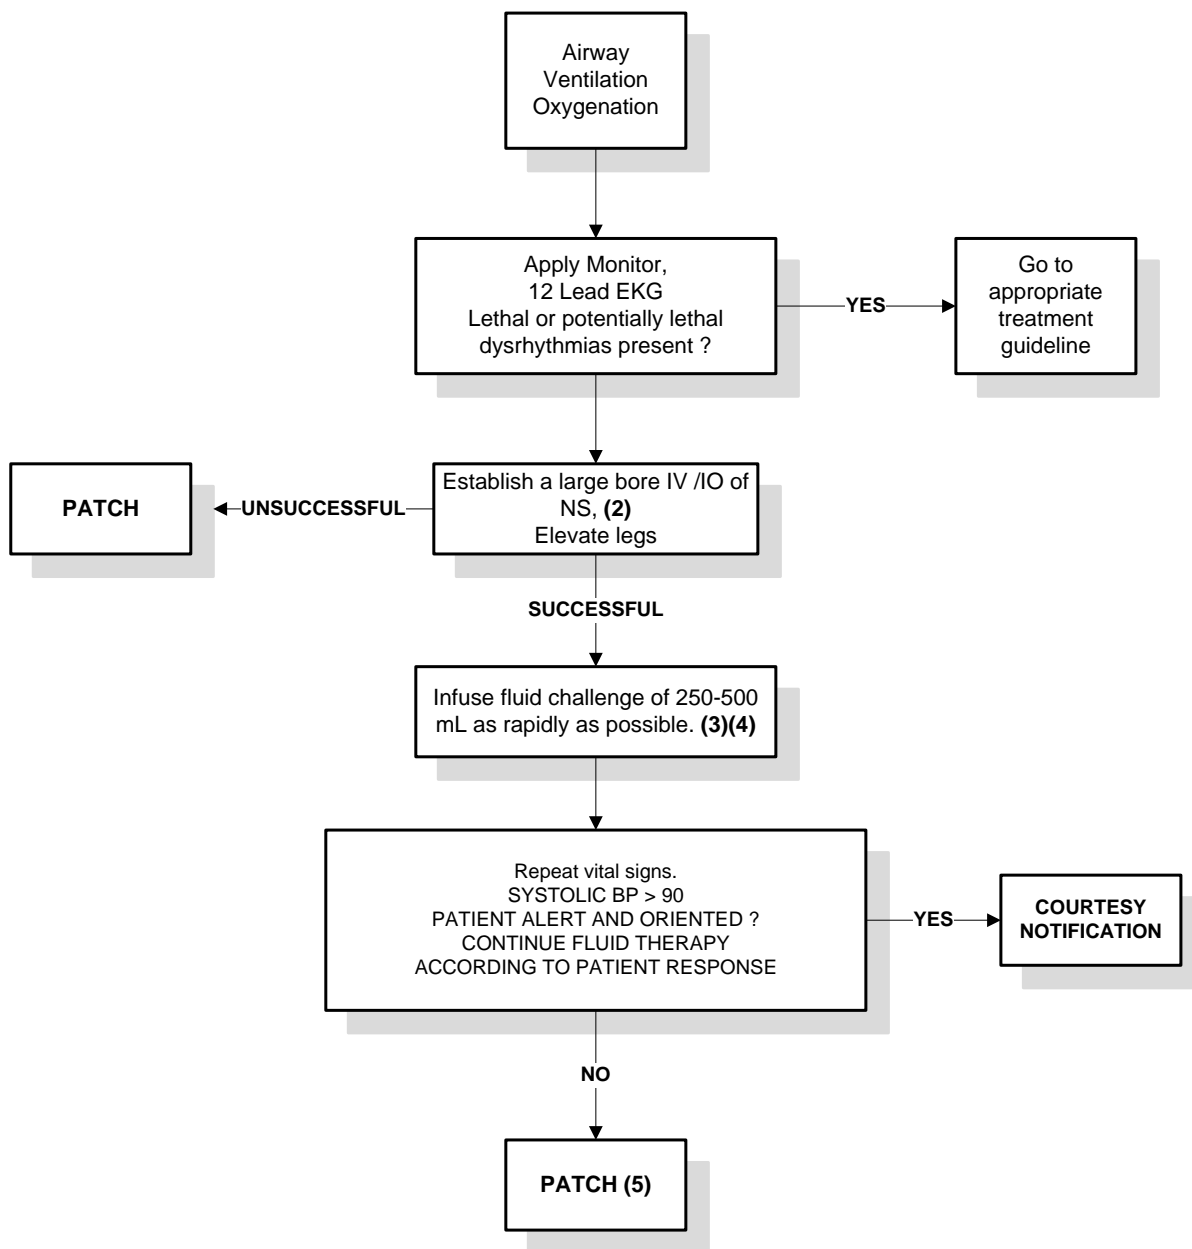 Airway
Ventilation
Oxygenation
Apply Monitor,
12 Lead EKG
Lethal or potentially lethal
dysrhythmias present ?
YES
Go to
appropriate
treatment
guideline
PATCH
UNSUCCESSFUL
Establish a large bore IV /IO of
NS, (2)
Elevate legs
SUCCESSFUL
Infuse fluid challenge of 250-500
mL as rapidly as possible. (3)(4)
Repeat vital signs.
SYSTOLIC BP > 90
PATIENT ALERT AND ORIENTED ?
CONTINUE FLUID THERAPY
ACCORDING TO PATIENT RESPONSE
YES
COURTESY
NOTIFICATION
NO
PATCH (5)